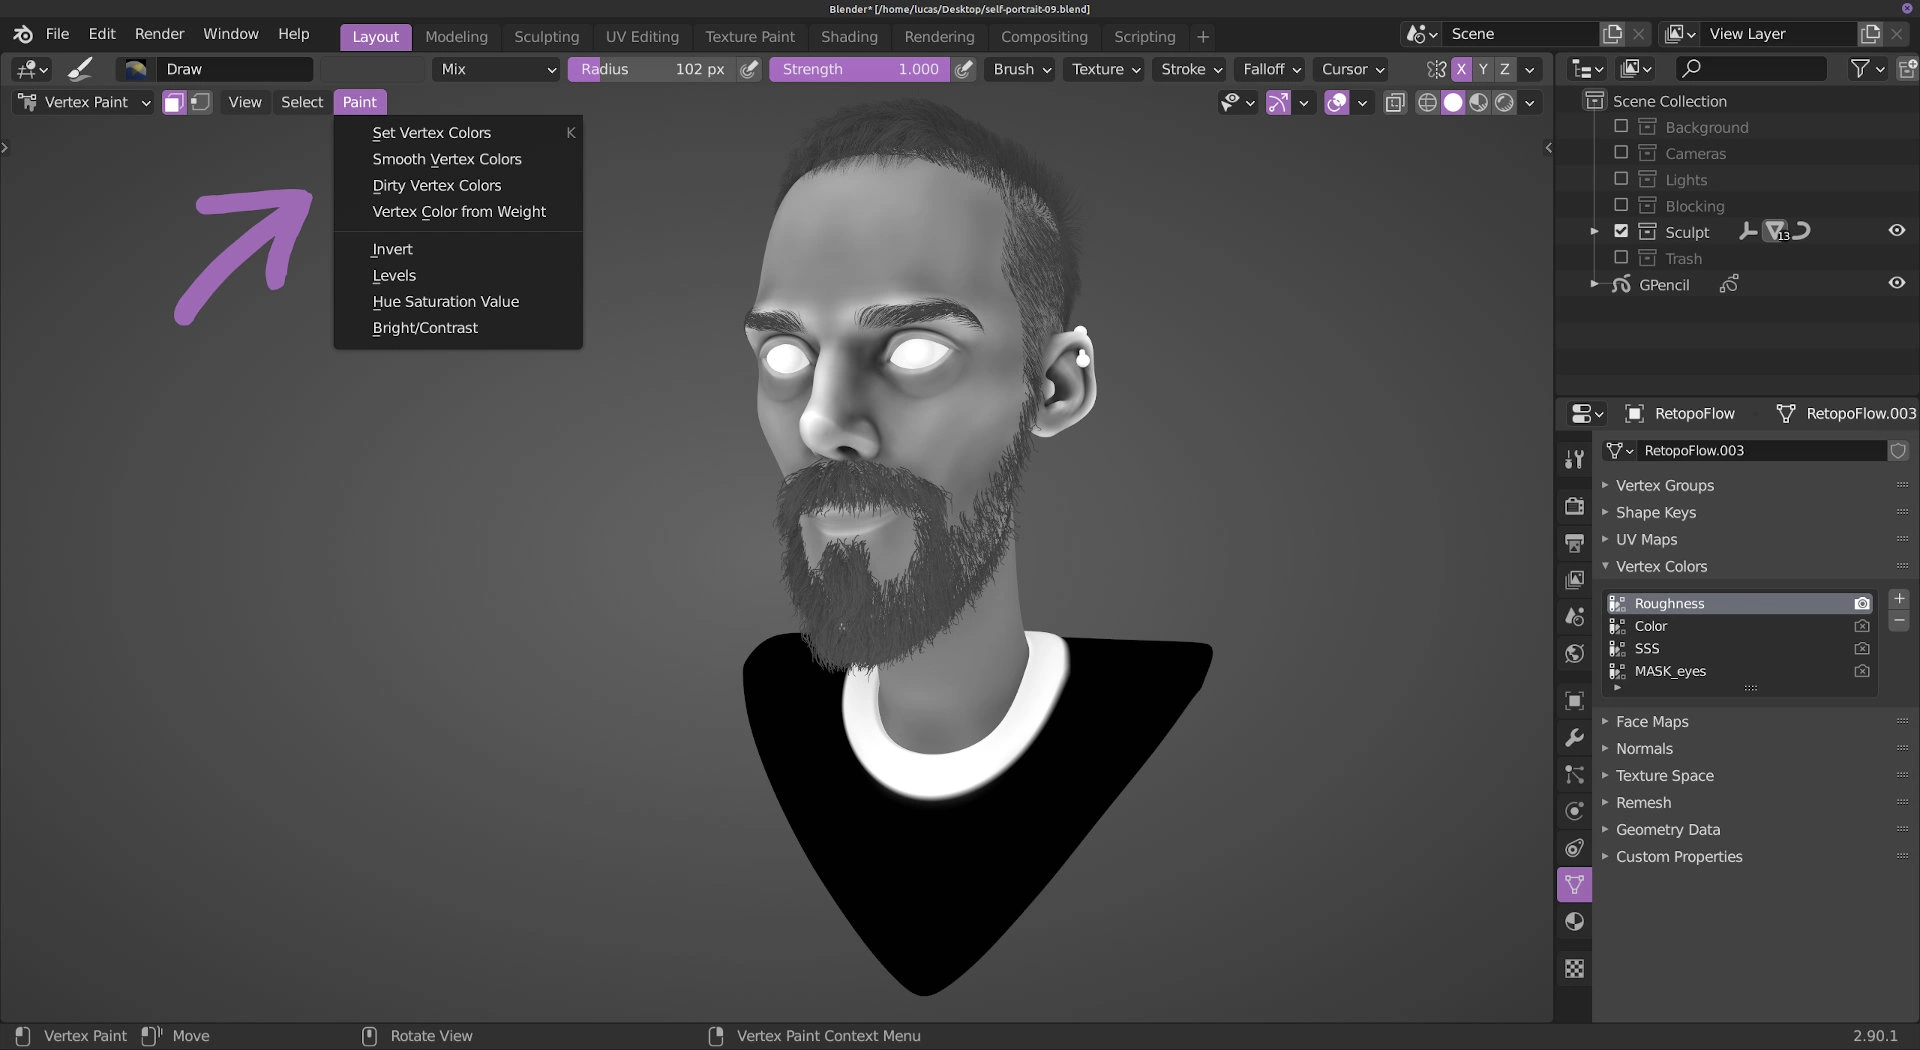 Blender* [/home/lucas/Desktop/self-portrait-09.blend]
File Edit Render Window Help Layout Modeling Sculpting UV Editing Texture Paint Shading Animation Rendering Compositing Scripting + Scene View Layer
Draw Mix Radius 102 px Strength 1.000 Brush Texture Stroke Falloff Cursor X Y Z
Vertex Paint View Select Paint
Set Vertex Colors K
Smooth Vertex Colors
Dirty Vertex Colors
Vertex Color from Weight
Invert
Levels
Hue Saturation Value
Bright/Contrast
Scene Collection
Background
Cameras
Lights
Blocking
Sculpt 13
Trash
GPencil
RetopoFlow RetopoFlow.003
RetopoFlow.003
Vertex Groups
Shape Keys
UV Maps
Vertex Colors
Roughness
Color
SSS
MASK_eyes
Face Maps
Normals
Texture Space
Remesh
Geometry Data
Custom Properties
Vertex Paint Move Rotate View Vertex Paint Context Menu 2.90.1